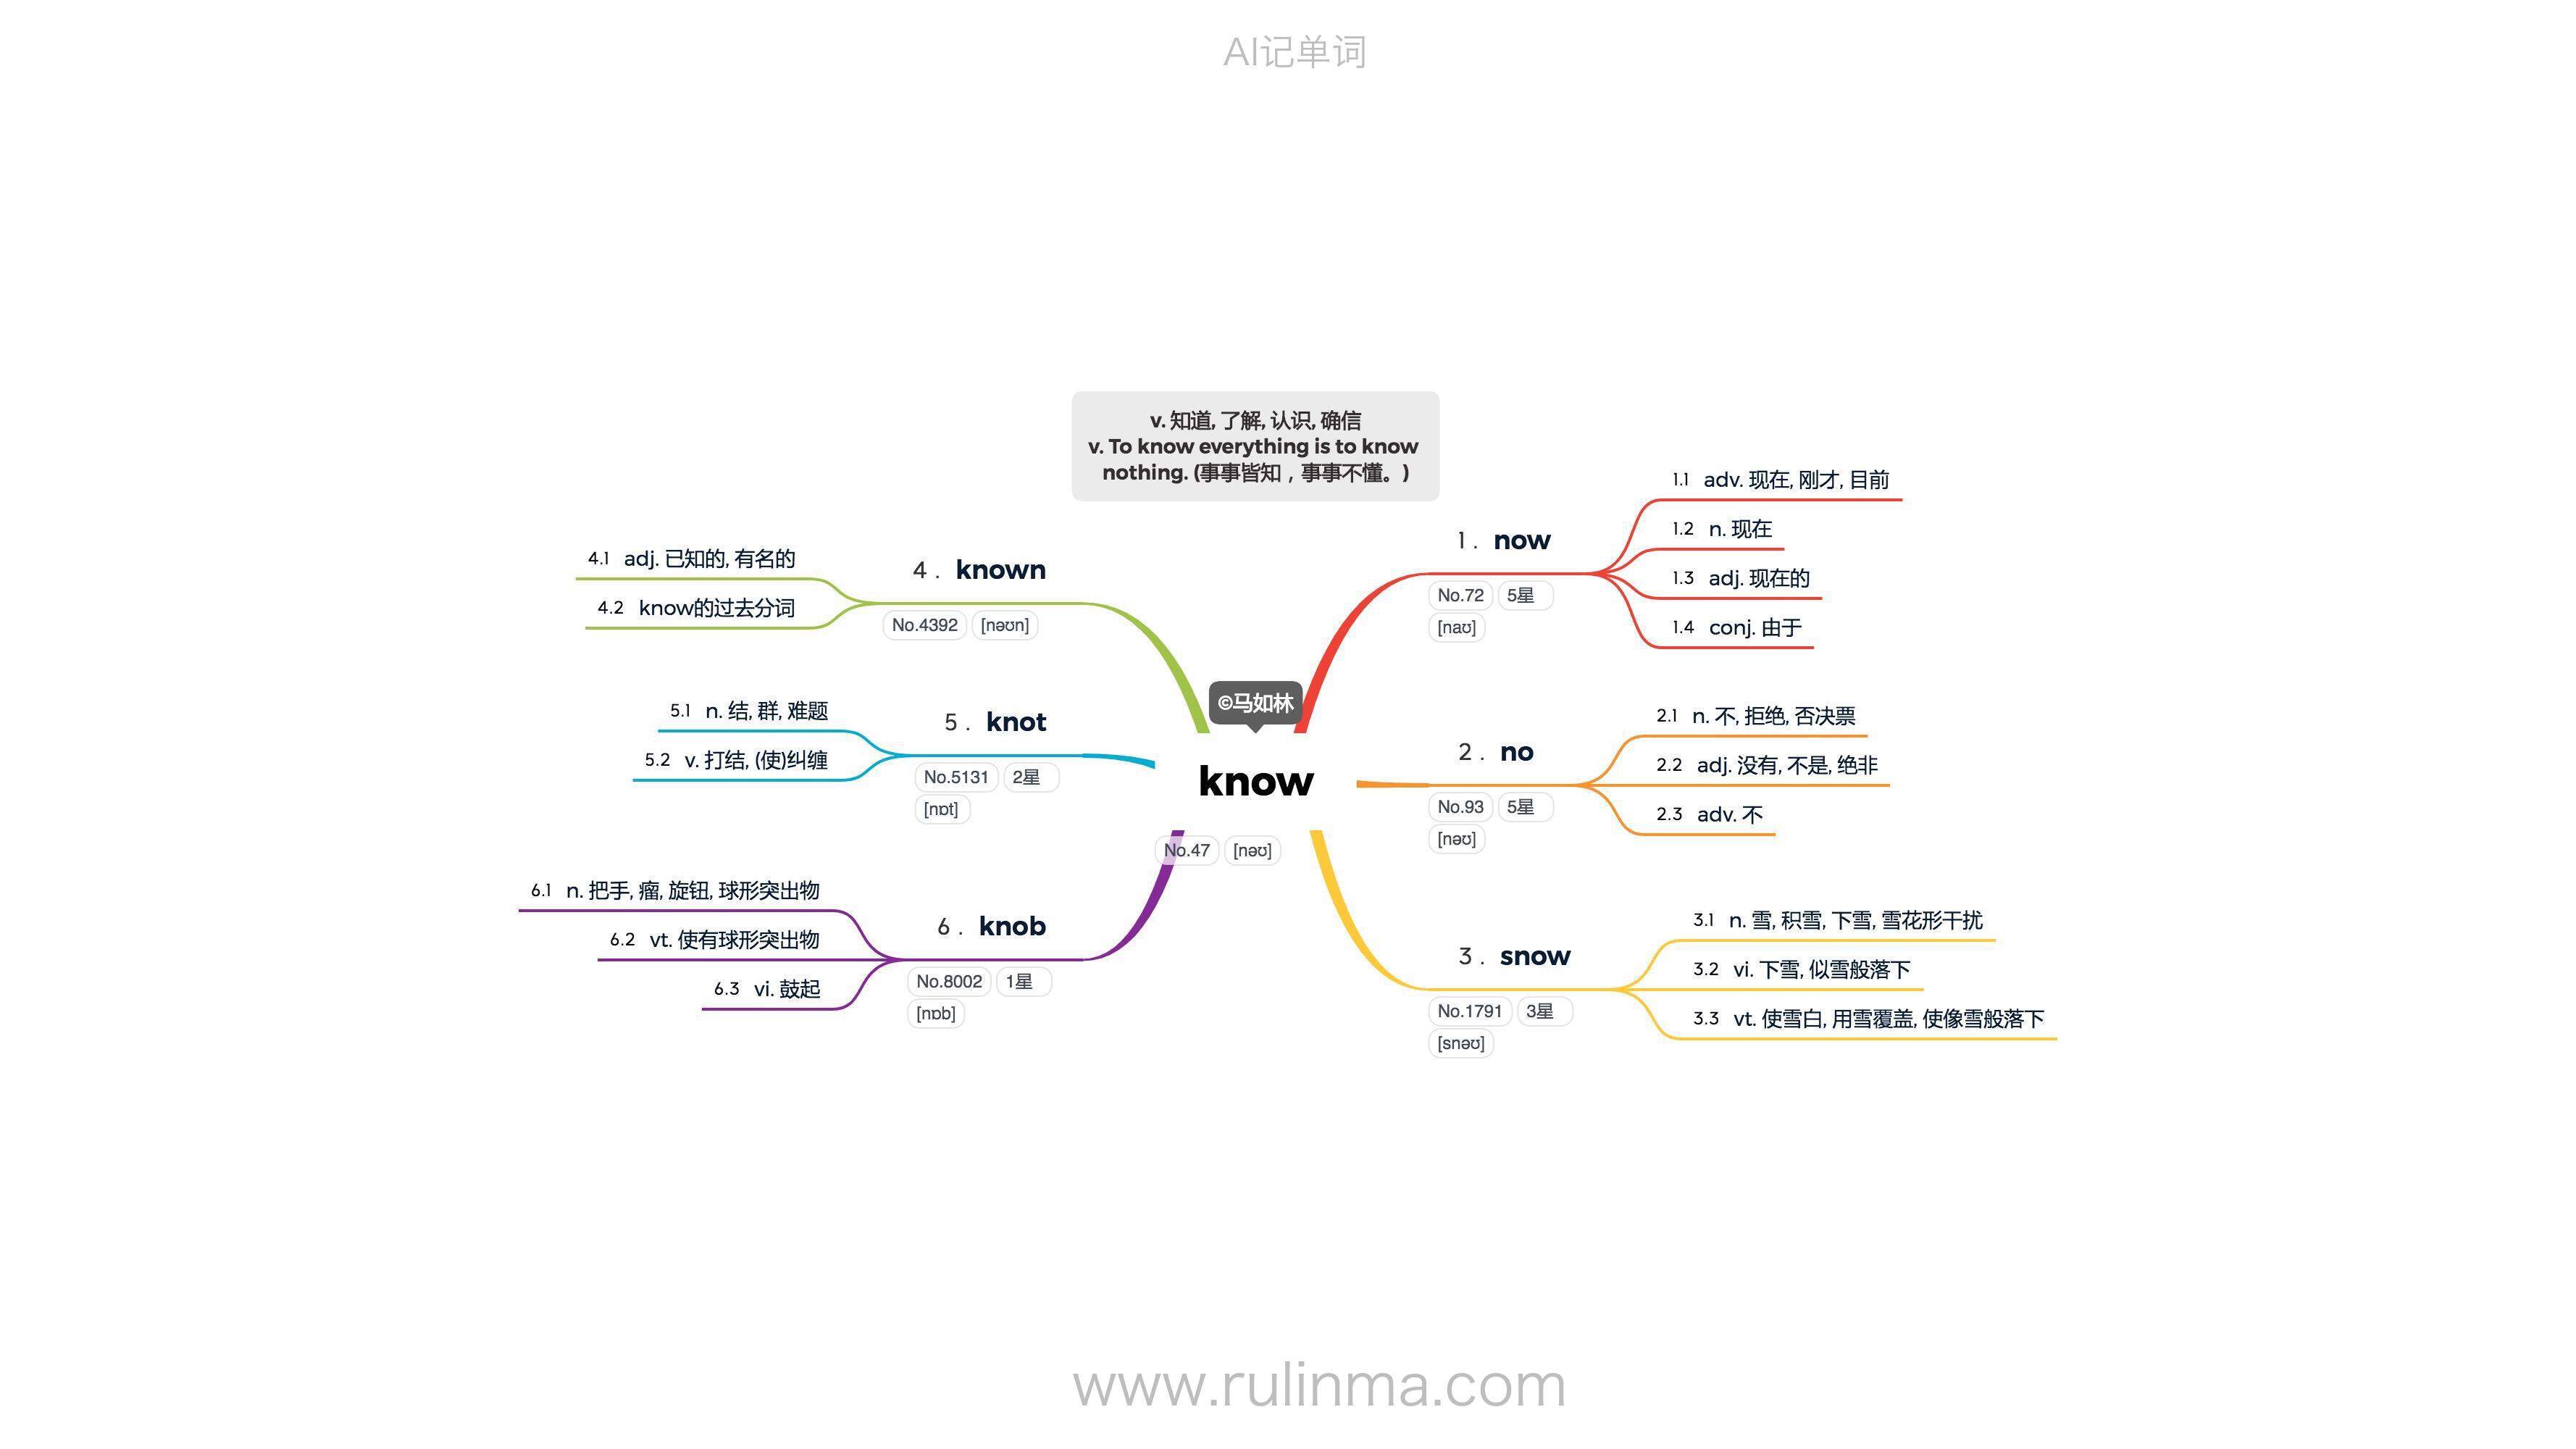 AI记单词
v. 知道, 了解, 认识, 确信
v. To know everything is to know
nothing. (事事皆知，事事不懂。)
©马如林
know
No.47 [nəʊ]
1 . now
No.72 5星
[naʊ]
1.1 adv. 现在, 刚才, 目前
1.2 n. 现在
1.3 adj. 现在的
1.4 conj. 由于
2 . no
No.93 5星
[nəʊ]
2.1 n. 不, 拒绝, 否决票
2.2 adj. 没有, 不是, 绝非
2.3 adv. 不
3 . snow
No.1791 3星
[snəʊ]
3.1 n. 雪, 积雪, 下雪, 雪花形干扰
3.2 vi. 下雪, 似雪般落下
3.3 vt. 使雪白, 用雪覆盖, 使像雪般落下
4 . known
No.4392 [nəʊn]
4.1 adj. 已知的, 有名的
4.2 know的过去分词
5 . knot
No.5131 2星
[nɒt]
5.1 n. 结, 群, 难题
5.2 v. 打结, (使)纠缠
6 . knob
No.8002 1星
[nɒb]
6.1 n. 把手, 瘤, 旋钮, 球形突出物
6.2 vt. 使有球形突出物
6.3 vi. 鼓起
www.rulinma.com